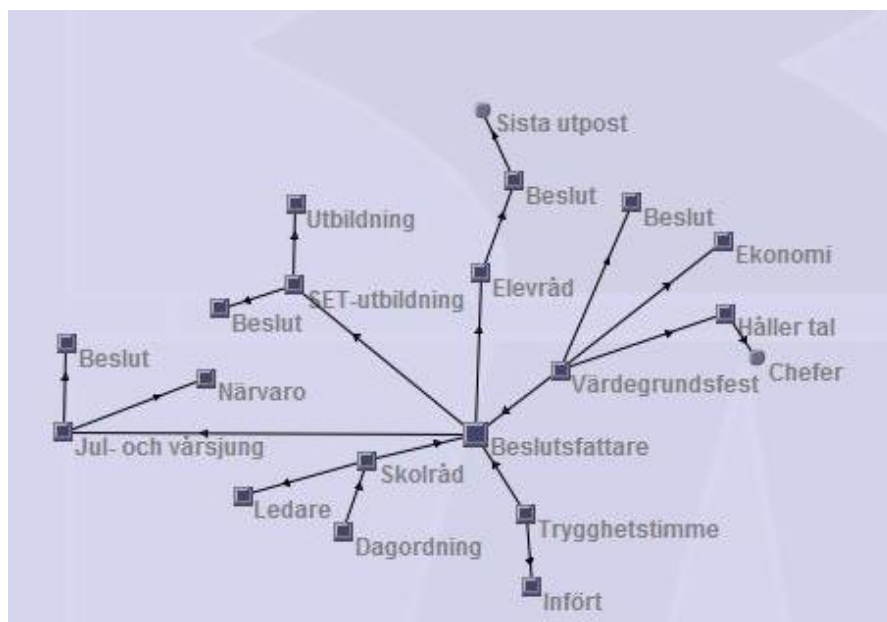 Sista utpost
Beslut
Beslut
Utbildning
Ekonomi
Elevråd
SET-utbildning
Beslut
Håller tal
Beslut
Chefer
Värdegrundsfest
Närvaro
Jul- och vårsjung
Beslutsfattare
Skolråd
Ledare
Trygghetstimme
Dagordning
Infört